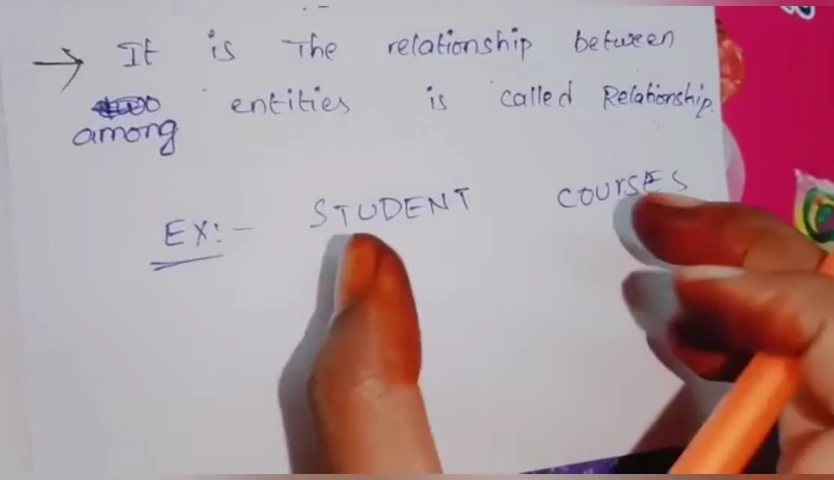 → It is The relationship between
entities is called Relationship.
among
EX:- STUDENT COURSES